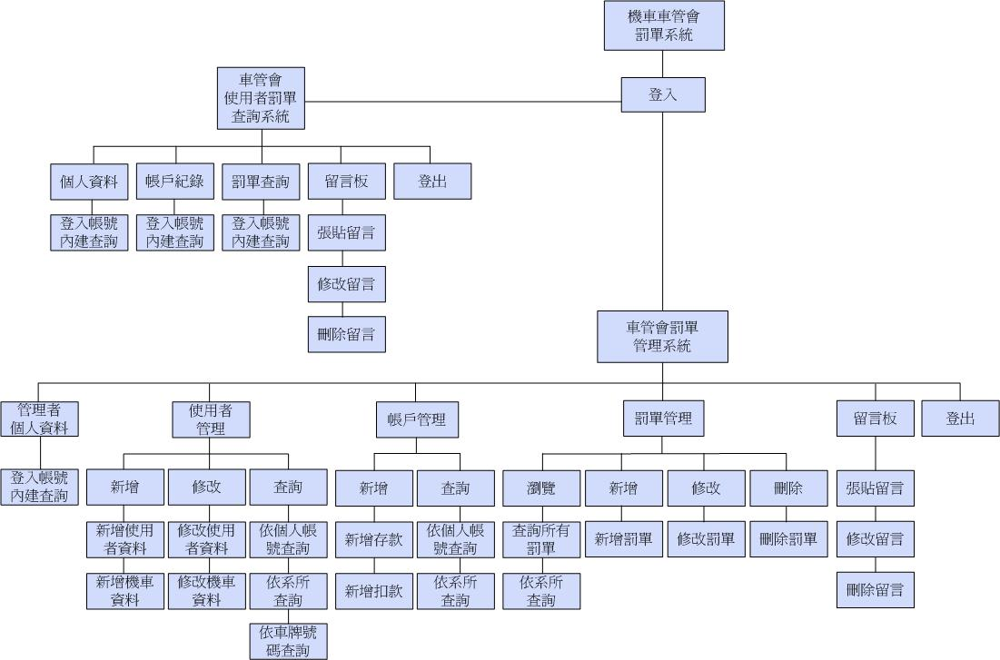 機車車管會
罰單系統
登入
車管會
使用者罰單
查詢系統
個人資料
帳戶紀錄
罰單查詢
留言板
登出
登入帳號
內建查詢
登入帳號
內建查詢
登入帳號
內建查詢
張貼留言
修改留言
刪除留言
車管會罰單
管理系統
管理者
個人資料
使用者
管理
帳戶管理
罰單管理
留言板
登出
登入帳號
內建查詢
新增
修改
查詢
新增
查詢
瀏覽
新增
修改
刪除
張貼留言
新增使用
者資料
修改使用
者資料
依個人帳
號查詢
新增存款
依個人帳
號查詢
查詢所有
罰單
新增罰單
修改罰單
刪除罰單
修改留言
新增機車
資料
修改機車
資料
依系所
查詢
新增扣款
依系所
查詢
依系所
查詢
刪除留言
依車牌號
碼查詢